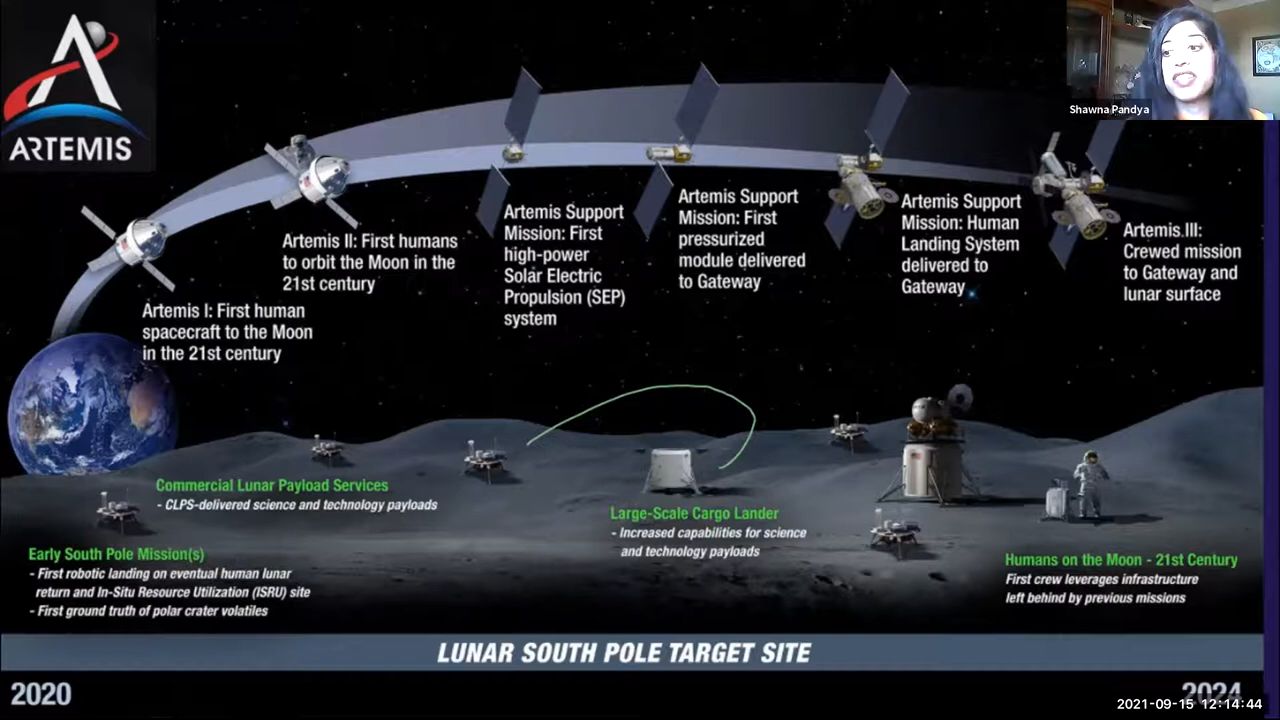 ARTEMIS
Shawna Pandya
Artemis I: First human
spacecraft to the Moon
in the 21st century
Artemis II: First humans
to orbit the Moon in the
21st century
Artemis Support
Mission: First
high-power
Solar Electric
Propulsion (SEP)
system
Artemis Support
Mission: First
pressurized
module delivered
to Gateway
Artemis Support
Mission: Human
Landing System
delivered to
Gateway
Artemis III:
Crewed mission
to Gateway and
lunar surface
Commercial Lunar Payload Services
- CLPS-delivered science and technology payloads
Early South Pole Mission(s)
- First robotic landing on eventual human lunar
return and In-Situ Resource Utilization (ISRU) site
- First ground truth of polar crater volatiles
Large-Scale Cargo Lander
- Increased capabilities for science
and technology payloads
Humans on the Moon - 21st Century
First crew leverages infrastructure
left behind by previous missions
LUNAR SOUTH POLE TARGET SITE
2020
2024
2021-09-15 12:14:44